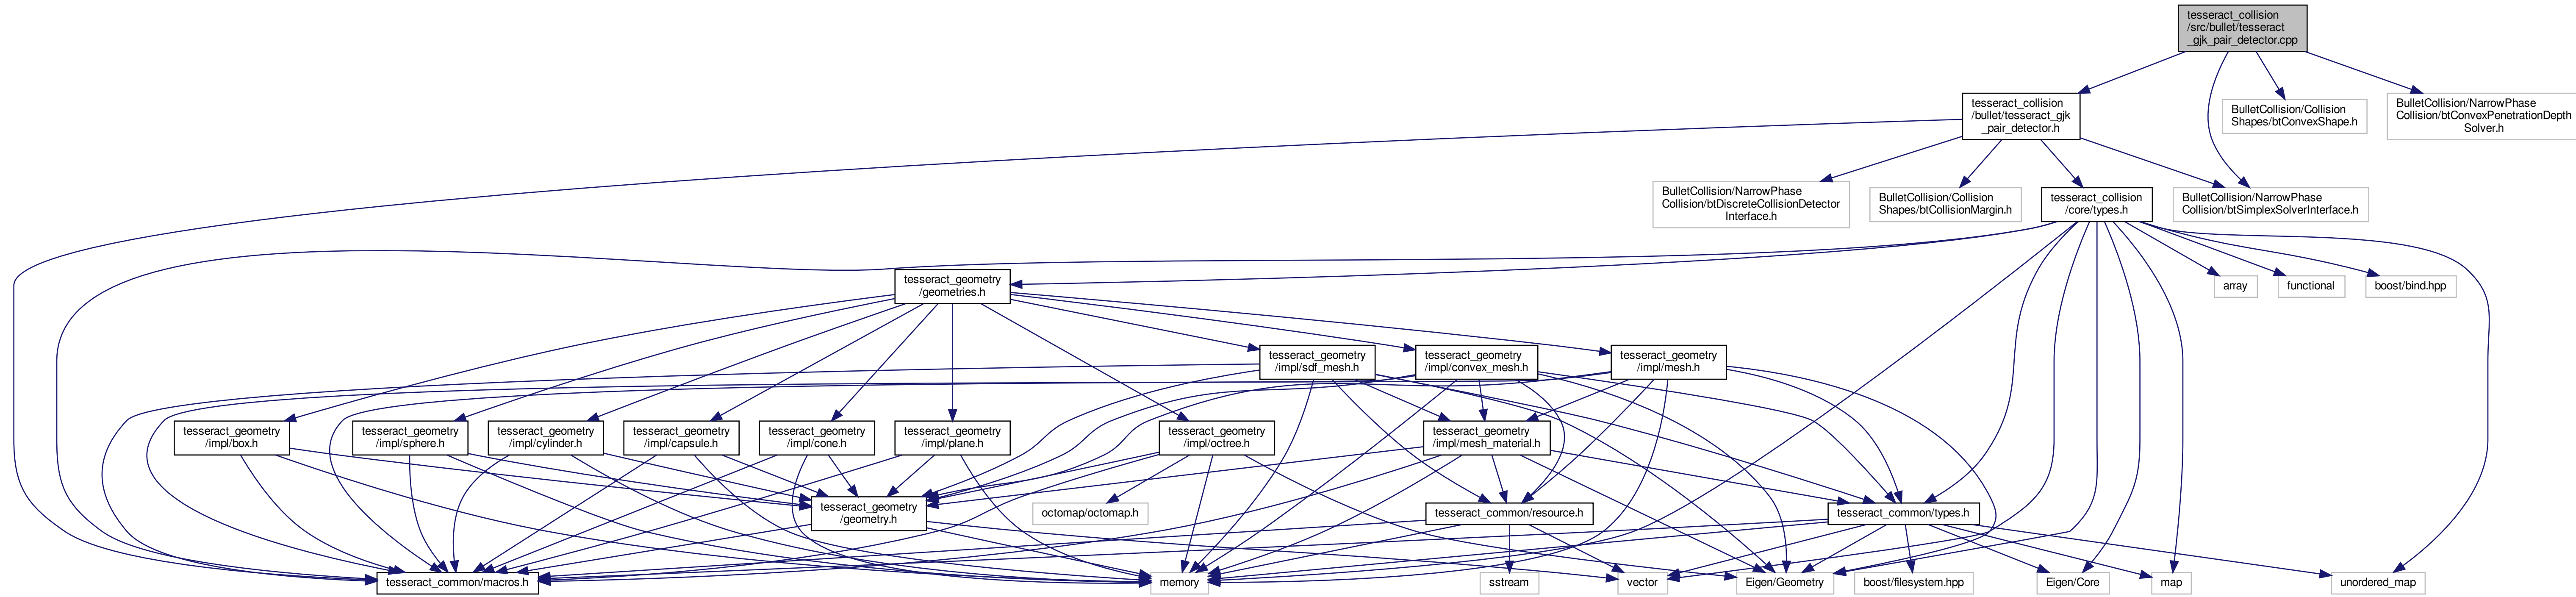 tesseract_collision
/src/bullet/tesseract
_gjk_pair_detector.cpp
tesseract_collision
/bullet/tesseract_gjk
_pair_detector.h
BulletCollision/Collision
Shapes/btConvexShape.h
BulletCollision/NarrowPhase
Collision/btConvexPenetrationDepth
Solver.h
BulletCollision/NarrowPhase
Collision/btDiscreteCollisionDetector
Interface.h
BulletCollision/Collision
Shapes/btCollisionMargin.h
tesseract_collision
/core/types.h
BulletCollision/NarrowPhase
Collision/btSimplexSolverInterface.h
tesseract_geometry
/geometries.h
array
functional
boost/bind.hpp
tesseract_geometry
/impl/sdf_mesh.h
tesseract_geometry
/impl/convex_mesh.h
tesseract_geometry
/impl/mesh.h
tesseract_geometry
/impl/box.h
tesseract_geometry
/impl/sphere.h
tesseract_geometry
/impl/cylinder.h
tesseract_geometry
/impl/capsule.h
tesseract_geometry
/impl/cone.h
tesseract_geometry
/impl/plane.h
tesseract_geometry
/impl/octree.h
tesseract_geometry
/impl/mesh_material.h
tesseract_geometry
/geometry.h
octomap/octomap.h
tesseract_common/resource.h
tesseract_common/types.h
tesseract_common/macros.h
memory
sstream
vector
Eigen/Geometry
boost/filesystem.hpp
Eigen/Core
map
unordered_map